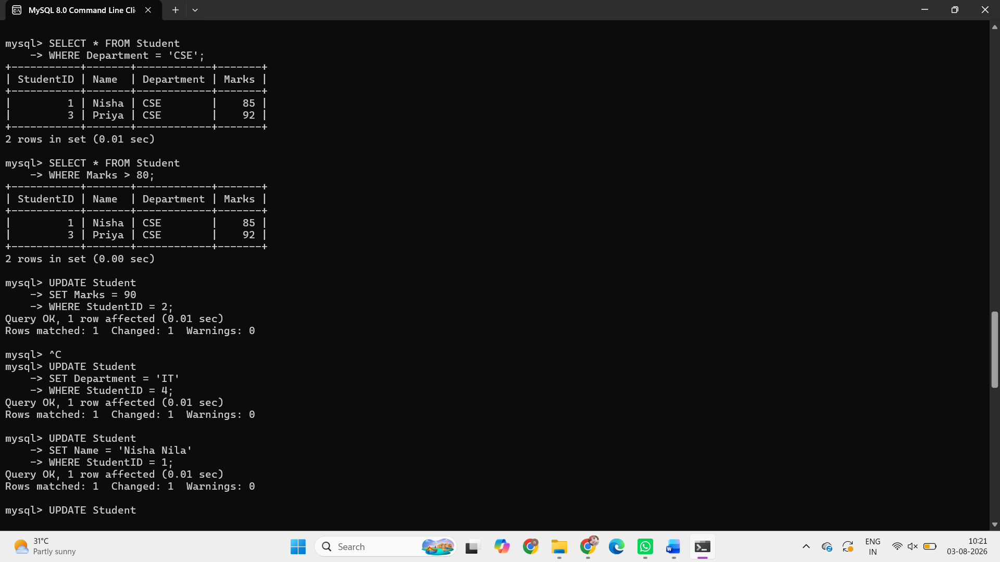 MySQL 8.0 Command Line Cli
mysql> SELECT * FROM Student
    -> WHERE Department = 'CSE';
+-----------+-------+------------+-------+
| StudentID | Name  | Department | Marks |
+-----------+-------+------------+-------+
|         1 | Nisha | CSE        |    85 |
|         3 | Priya | CSE        |    92 |
+-----------+-------+------------+-------+
2 rows in set (0.01 sec)
mysql> SELECT * FROM Student
    -> WHERE Marks > 80;
+-----------+-------+------------+-------+
| StudentID | Name  | Department | Marks |
+-----------+-------+------------+-------+
|         1 | Nisha | CSE        |    85 |
|         3 | Priya | CSE        |    92 |
+-----------+-------+------------+-------+
2 rows in set (0.00 sec)
mysql> UPDATE Student
    -> SET Marks = 90
    -> WHERE StudentID = 2;
Query OK, 1 row affected (0.01 sec)
Rows matched: 1  Changed: 1  Warnings: 0
mysql> ^C
mysql> UPDATE Student
    -> SET Department = 'IT'
    -> WHERE StudentID = 4;
Query OK, 1 row affected (0.01 sec)
Rows matched: 1  Changed: 1  Warnings: 0
mysql> UPDATE Student
    -> SET Name = 'Nisha Nila'
    -> WHERE StudentID = 1;
Query OK, 1 row affected (0.01 sec)
Rows matched: 1  Changed: 1  Warnings: 0
mysql> UPDATE Student
31°C
Partly sunny
Search
ENG
IN
10:21
03-08-2026